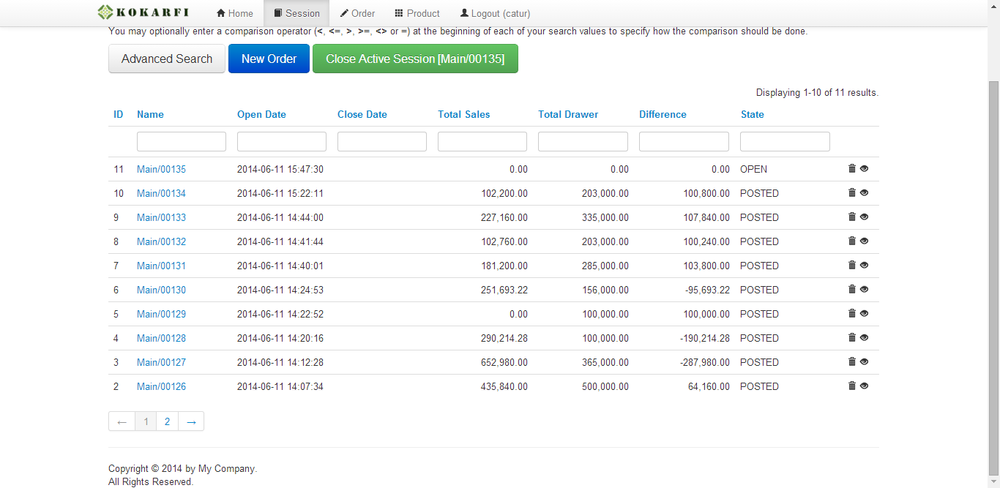 KOKARFI Home Session Order Product Logout (catur)
You may optionally enter a comparison operator (<, <=, >, >=, <> or =) at the beginning of each of your search values to specify how the comparison should be done.
Advanced Search New Order Close Active Session [Main/00135]
Displaying 1-10 of 11 results.
ID Name Open Date Close Date Total Sales Total Drawer Difference State
11 Main/00135 2014-06-11 15:47:30 0.00 0.00 0.00 OPEN
10 Main/00134 2014-06-11 15:22:11 102,200.00 203,000.00 100,800.00 POSTED
9 Main/00133 2014-06-11 14:44:00 227,160.00 335,000.00 107,840.00 POSTED
8 Main/00132 2014-06-11 14:41:44 102,760.00 203,000.00 100,240.00 POSTED
7 Main/00131 2014-06-11 14:40:01 181,200.00 285,000.00 103,800.00 POSTED
6 Main/00130 2014-06-11 14:24:53 251,693.22 156,000.00 -95,693.22 POSTED
5 Main/00129 2014-06-11 14:22:52 0.00 100,000.00 100,000.00 POSTED
4 Main/00128 2014-06-11 14:20:16 290,214.28 100,000.00 -190,214.28 POSTED
3 Main/00127 2014-06-11 14:12:28 652,980.00 365,000.00 -287,980.00 POSTED
2 Main/00126 2014-06-11 14:07:34 435,840.00 500,000.00 64,160.00 POSTED
← 1 2 →
Copyright © 2014 by My Company.
All Rights Reserved.